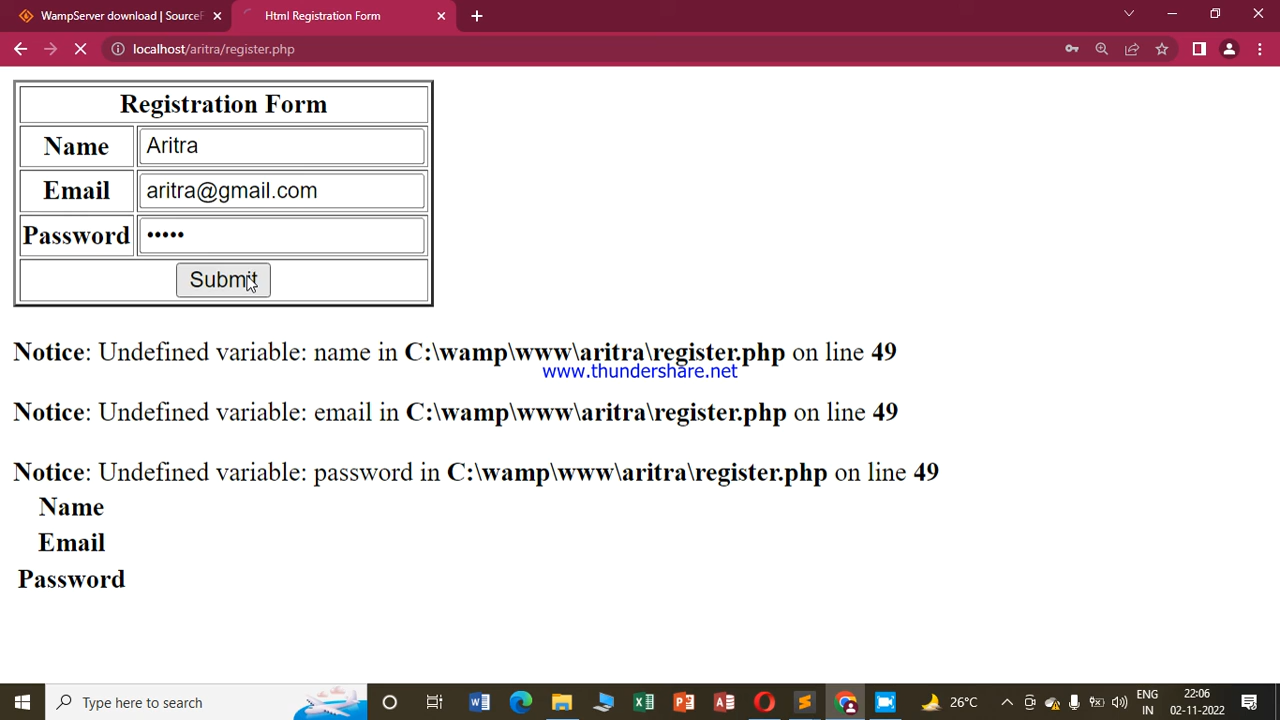 WampServer download | SourceF
Html Registration Form
localhost/aritra/register.php
Registration Form
Name Aritra
Email aritra@gmail.com
Password •••••
Submit
Notice: Undefined variable: name in C:\wamp\www\aritra\register.php on line 49
www.thundershare.net
Notice: Undefined variable: email in C:\wamp\www\aritra\register.php on line 49
Notice: Undefined variable: password in C:\wamp\www\aritra\register.php on line 49
Name
Email
Password
Type here to search
26°C
ENG
IN
22:06
02-11-2022